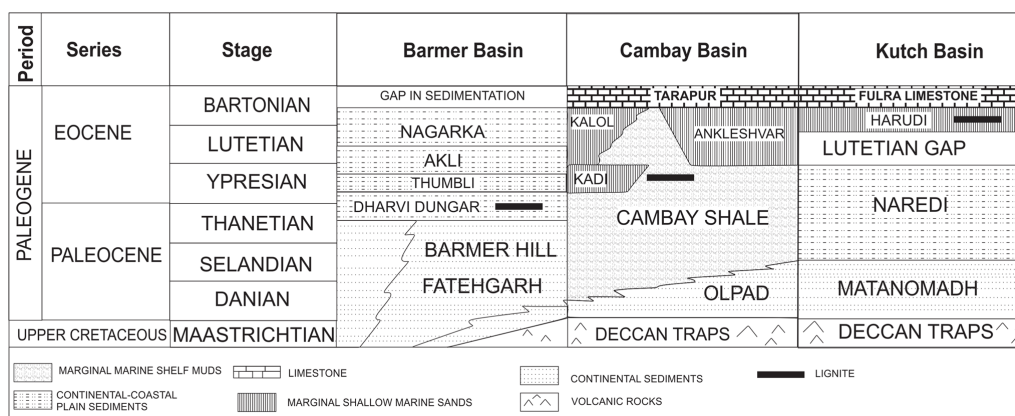 Period
Series
Stage
Barmer Basin
Cambay Basin
Kutch Basin
PALEOGENE
EOCENE
PALEOCENE
UPPER CRETACEOUS
BARTONIAN
LUTETIAN
YPRESIAN
THANETIAN
SELANDIAN
DANIAN
MAASTRICHTIAN
GAP IN SEDIMENTATION
NAGARKA
AKLI
THUMBLI
DHARVI DUNGAR
BARMER HILL
FATEHGARH
TARAPUR
KALOL
ANKLESHVAR
KADI
CAMBAY SHALE
OLPAD
DECCAN TRAPS
FULRA LIMESTONE
HARUDI
LUTETIAN GAP
NAREDI
MATANOMADH
DECCAN TRAPS
MARGINAL MARINE SHELF MUDS
LIMESTONE
CONTINENTAL SEDIMENTS
LIGNITE
CONTINENTAL-COASTAL
PLAIN SEDIMENTS
MARGINAL SHALLOW MARINE SANDS
VOLCANIC ROCKS